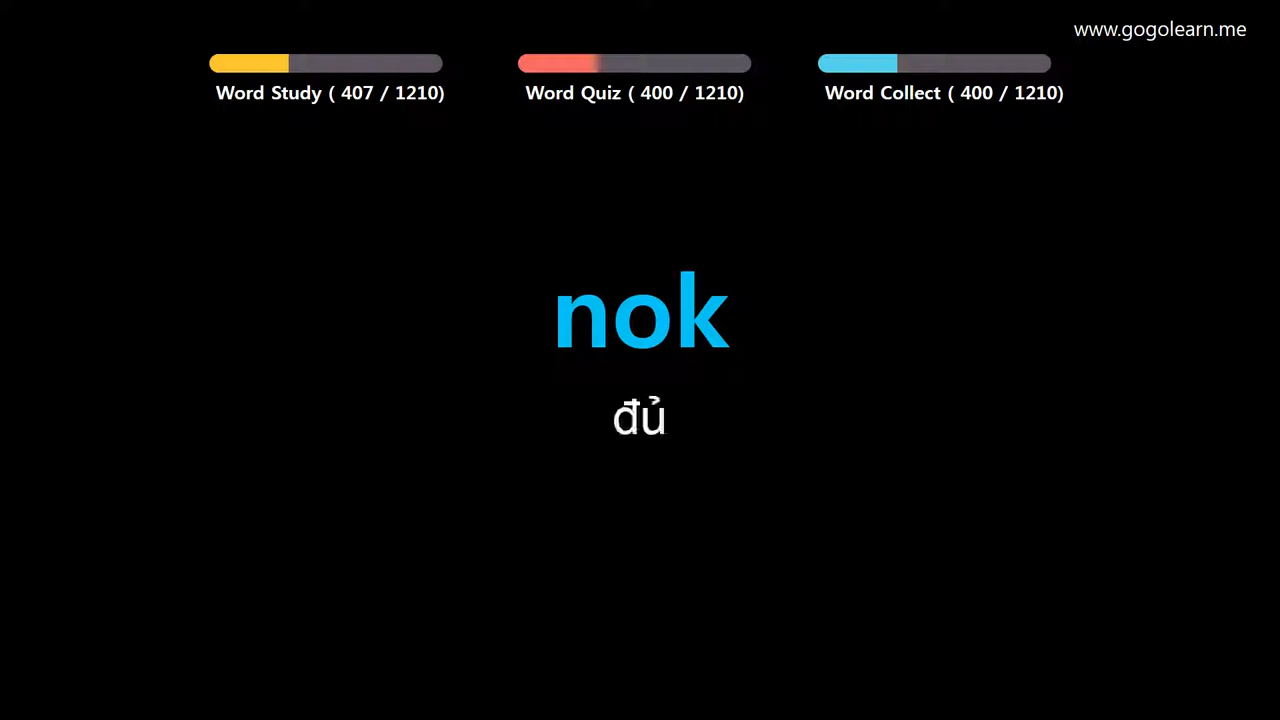 www.gogolearn.me
Word Study ( 407 / 1210)
Word Quiz ( 400 / 1210)
Word Collect ( 400 / 1210)
nok
đủ